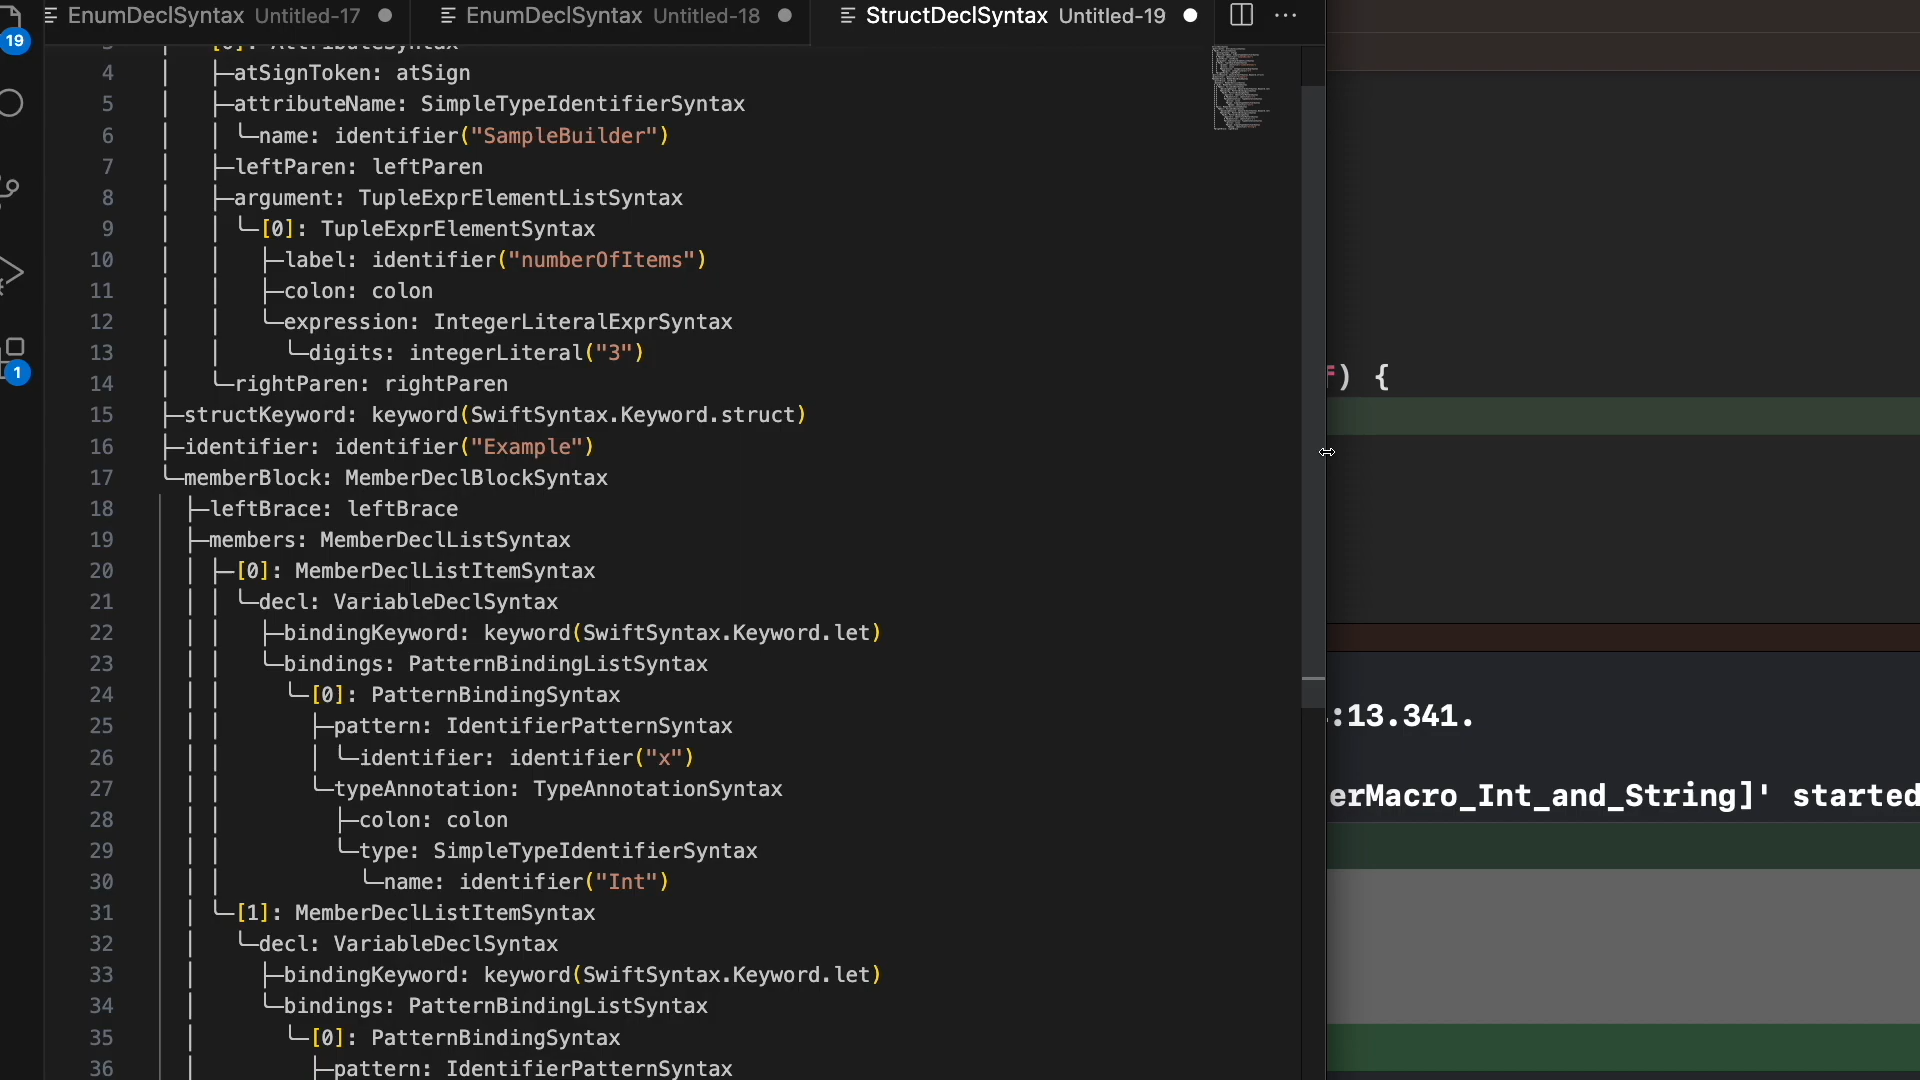 EnumDeclSyntax Untitled-17
EnumDeclSyntax Untitled-18
StructDeclSyntax Untitled-19
19
1
3 [0]: AttributeSyntax
4 atSignToken: atSign
5 attributeName: SimpleTypeIdentifierSyntax
6 name: identifier("SampleBuilder")
7 leftParen: leftParen
8 argument: TupleExprElementListSyntax
9 [0]: TupleExprElementSyntax
10 label: identifier("numberOfItems")
11 colon: colon
12 expression: IntegerLiteralExprSyntax
13 digits: integerLiteral("3")
14 rightParen: rightParen
15 structKeyword: keyword(SwiftSyntax.Keyword.struct)
16 identifier: identifier("Example")
17 memberBlock: MemberDeclBlockSyntax
18 leftBrace: leftBrace
19 members: MemberDeclListSyntax
20 [0]: MemberDeclListItemSyntax
21 decl: VariableDeclSyntax
22 bindingKeyword: keyword(SwiftSyntax.Keyword.let)
23 bindings: PatternBindingListSyntax
24 [0]: PatternBindingSyntax
25 pattern: IdentifierPatternSyntax
26 identifier: identifier("x")
27 typeAnnotation: TypeAnnotationSyntax
28 colon: colon
29 type: SimpleTypeIdentifierSyntax
30 name: identifier("Int")
31 [1]: MemberDeclListItemSyntax
32 decl: VariableDeclSyntax
33 bindingKeyword: keyword(SwiftSyntax.Keyword.let)
34 bindings: PatternBindingListSyntax
35 [0]: PatternBindingSyntax
36 pattern: IdentifierPatternSyntax
) {
:13.341.
erMacro_Int_and_String]' started